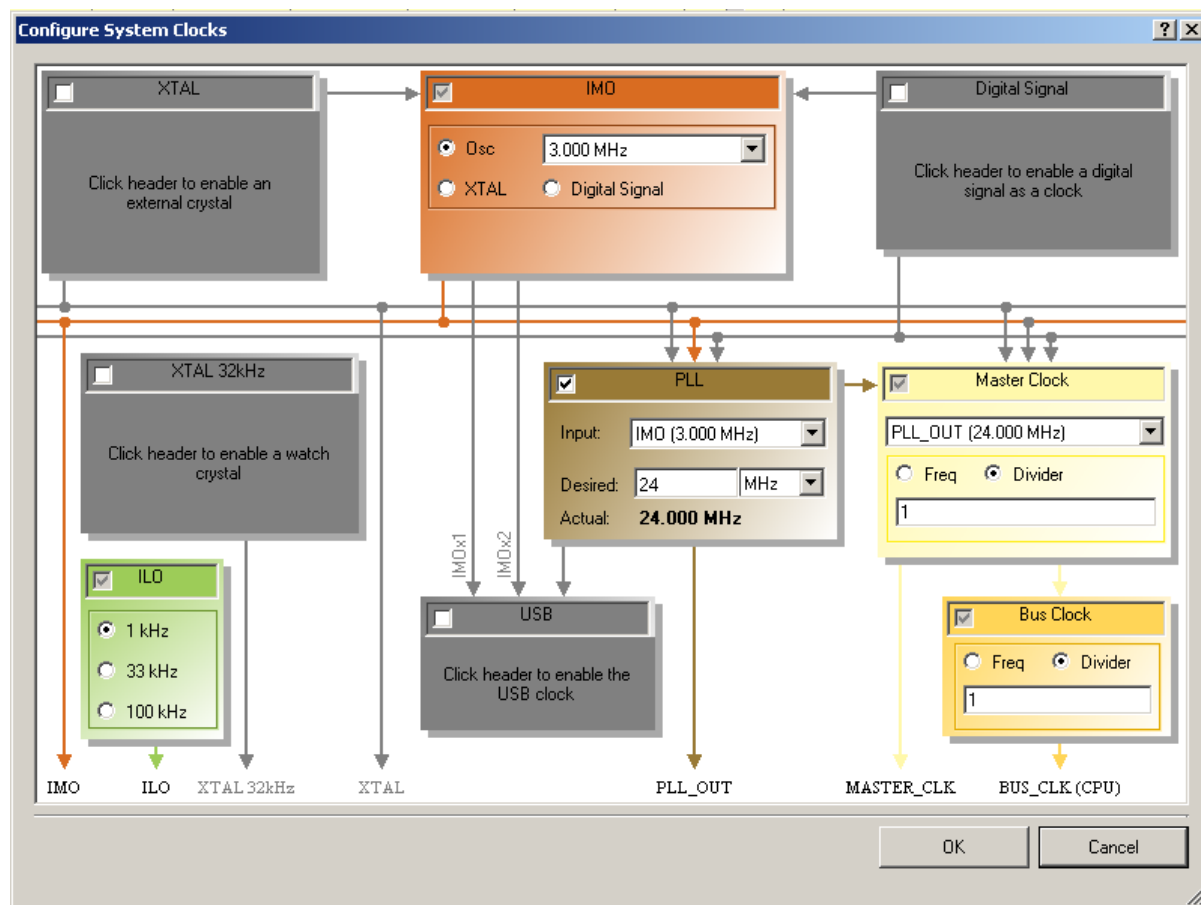 Configure System Clocks
XTAL
Click header to enable an
external crystal
IMO
Osc
3.000 MHz
XTAL
Digital Signal
Digital Signal
Click header to enable a digital
signal as a clock
XTAL 32kHz
Click header to enable a watch
crystal
PLL
Input:
IMO (3.000 MHz)
Desired:
24
MHz
Actual:
24.000 MHz
Master Clock
PLL_OUT (24.000 MHz)
Freq
Divider
1
IMOx1
IMOx2
ILO
1 kHz
33 kHz
100 kHz
USB
Click header to enable the
USB clock
Bus Clock
Freq
Divider
1
IMO
ILO
XTAL 32kHz
XTAL
PLL_OUT
MASTER_CLK
BUS_CLK (CPU)
OK
Cancel